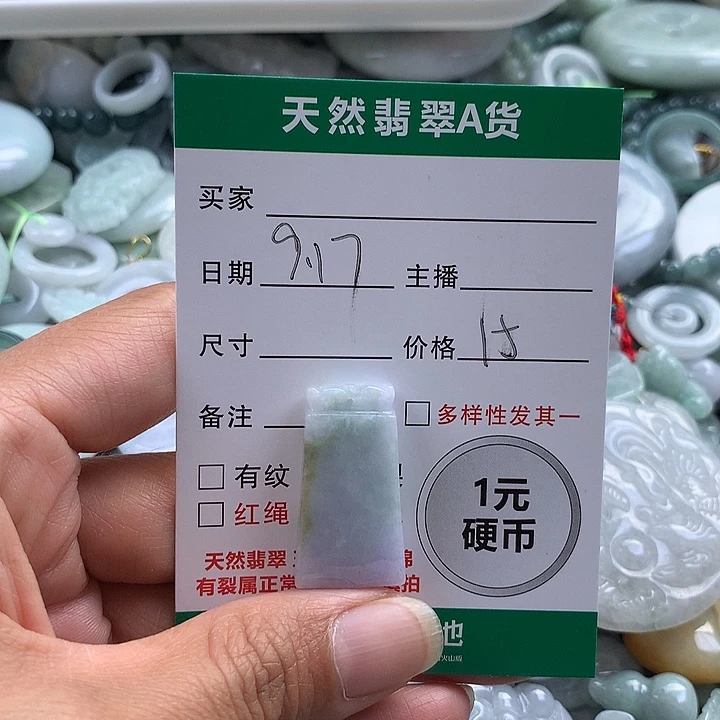 天然翡翠A货
买家
日期 9.17 主播
尺寸 价格
备注 多样性发其一
有纹
红绳
1元
硬币
天然翡翠
有裂属正常 拍
也